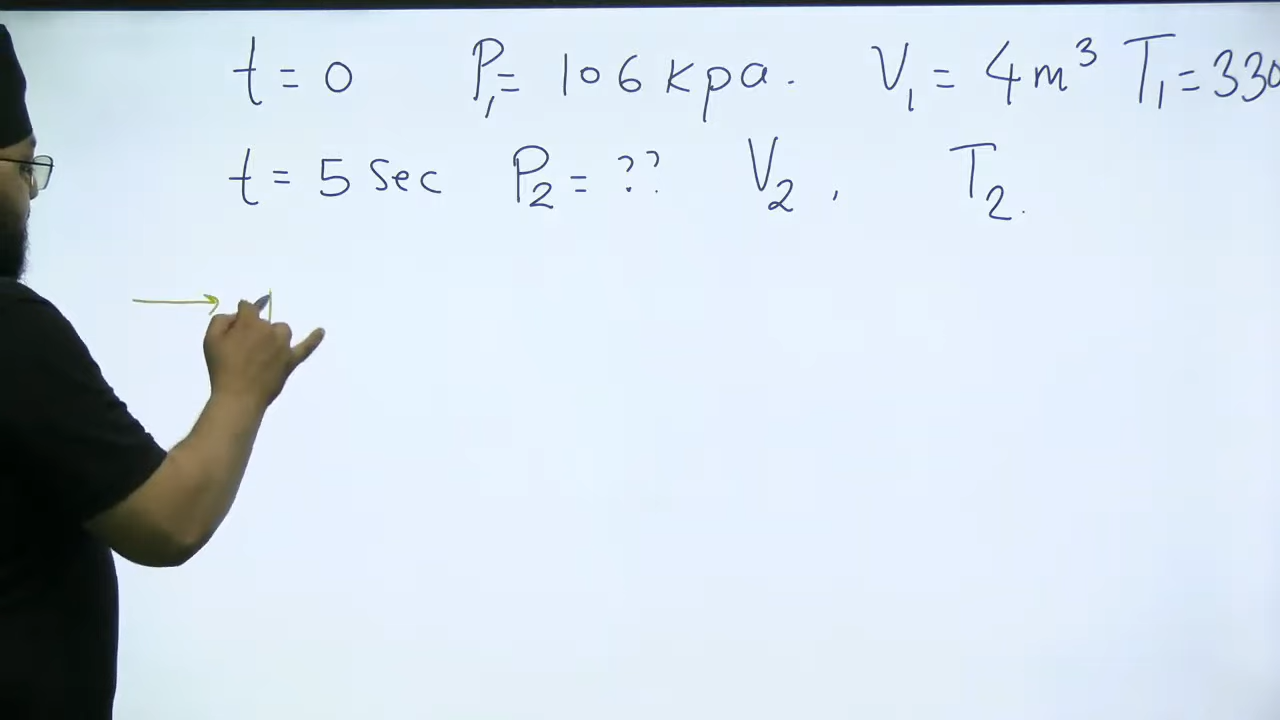 t = 0 P₁ = 106 kpa. V₁ = 4m³ T₁ = 330
t = 5 Sec P₂ = ?? V₂ , T₂.